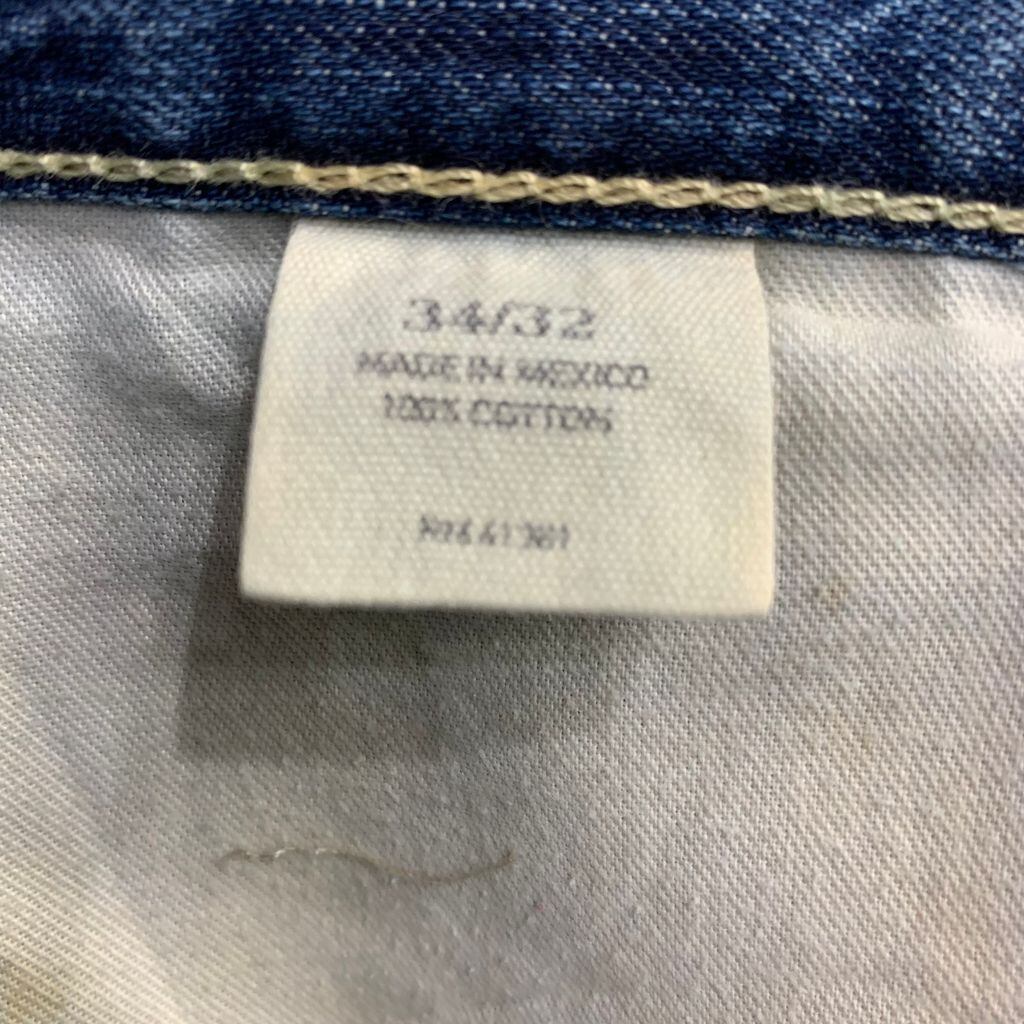 34/32
MADE IN MEXICO
100% COTTON